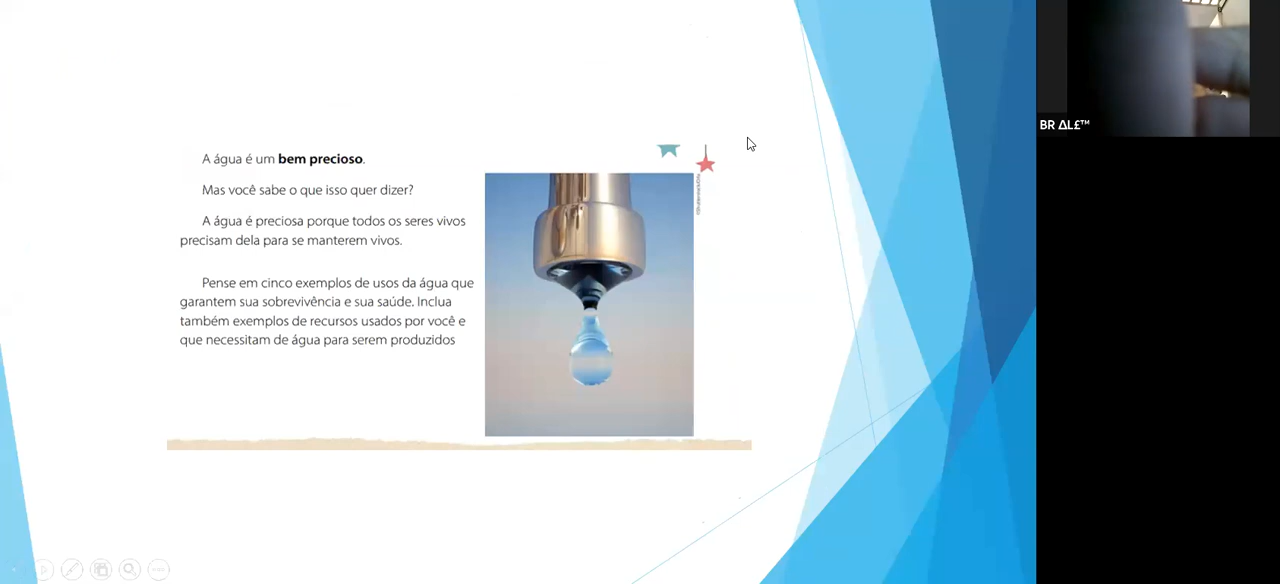 A água é um bem precioso.
Mas você sabe o que isso quer dizer?
A água é preciosa porque todos os seres vivos
precisam dela para se manterem vivos.
Pense em cinco exemplos de usos da água que
garantem sua sobrevivência e sua saúde. Inclua
também exemplos de recursos usados por você e
que necessitam de água para serem produzidos
BR ΔL£™